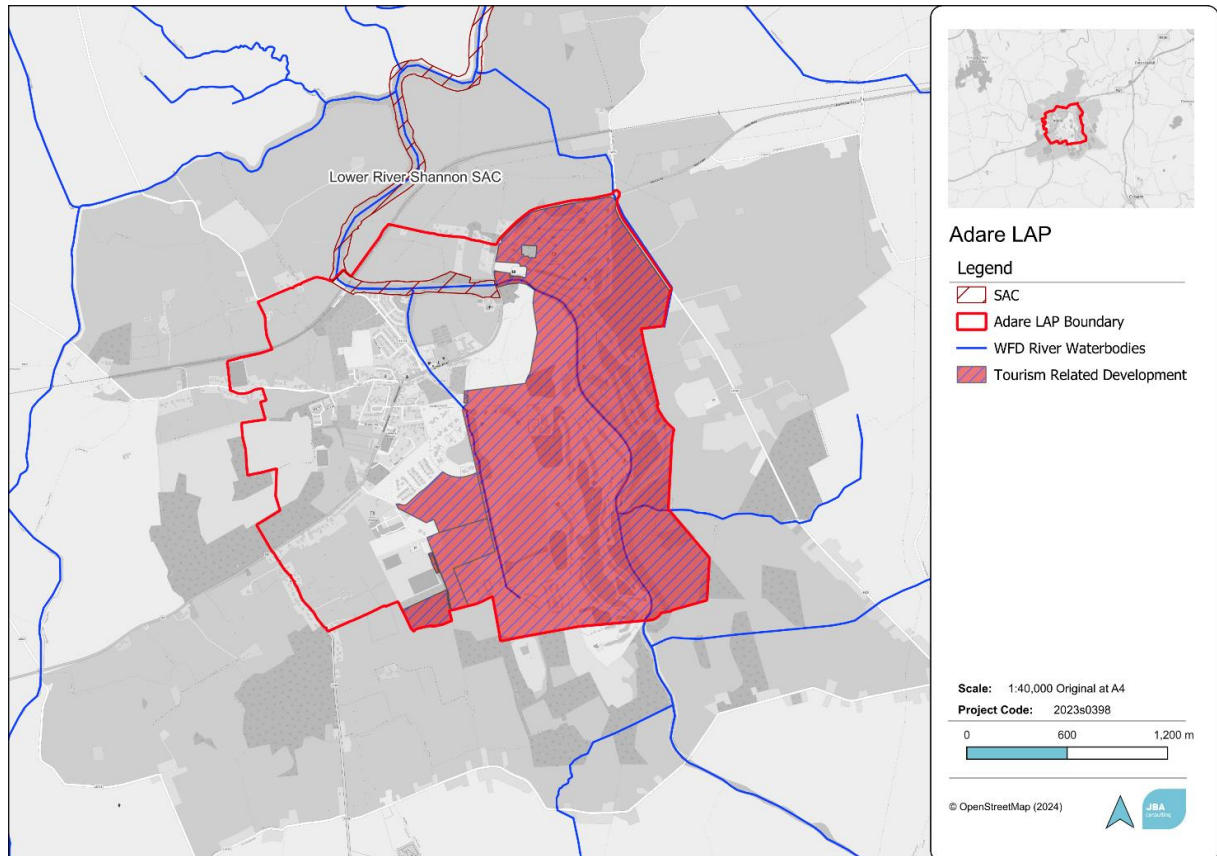 Lower River Shannon SAC
Adare LAP
Legend
SAC
Adare LAP Boundary
WFD River Waterbodies
Tourism Related Development
Scale: 1:40,000 Original at A4
Project Code: 2023s0398
0 600 1,200 m
© OpenStreetMap (2024)
JBA
consulting